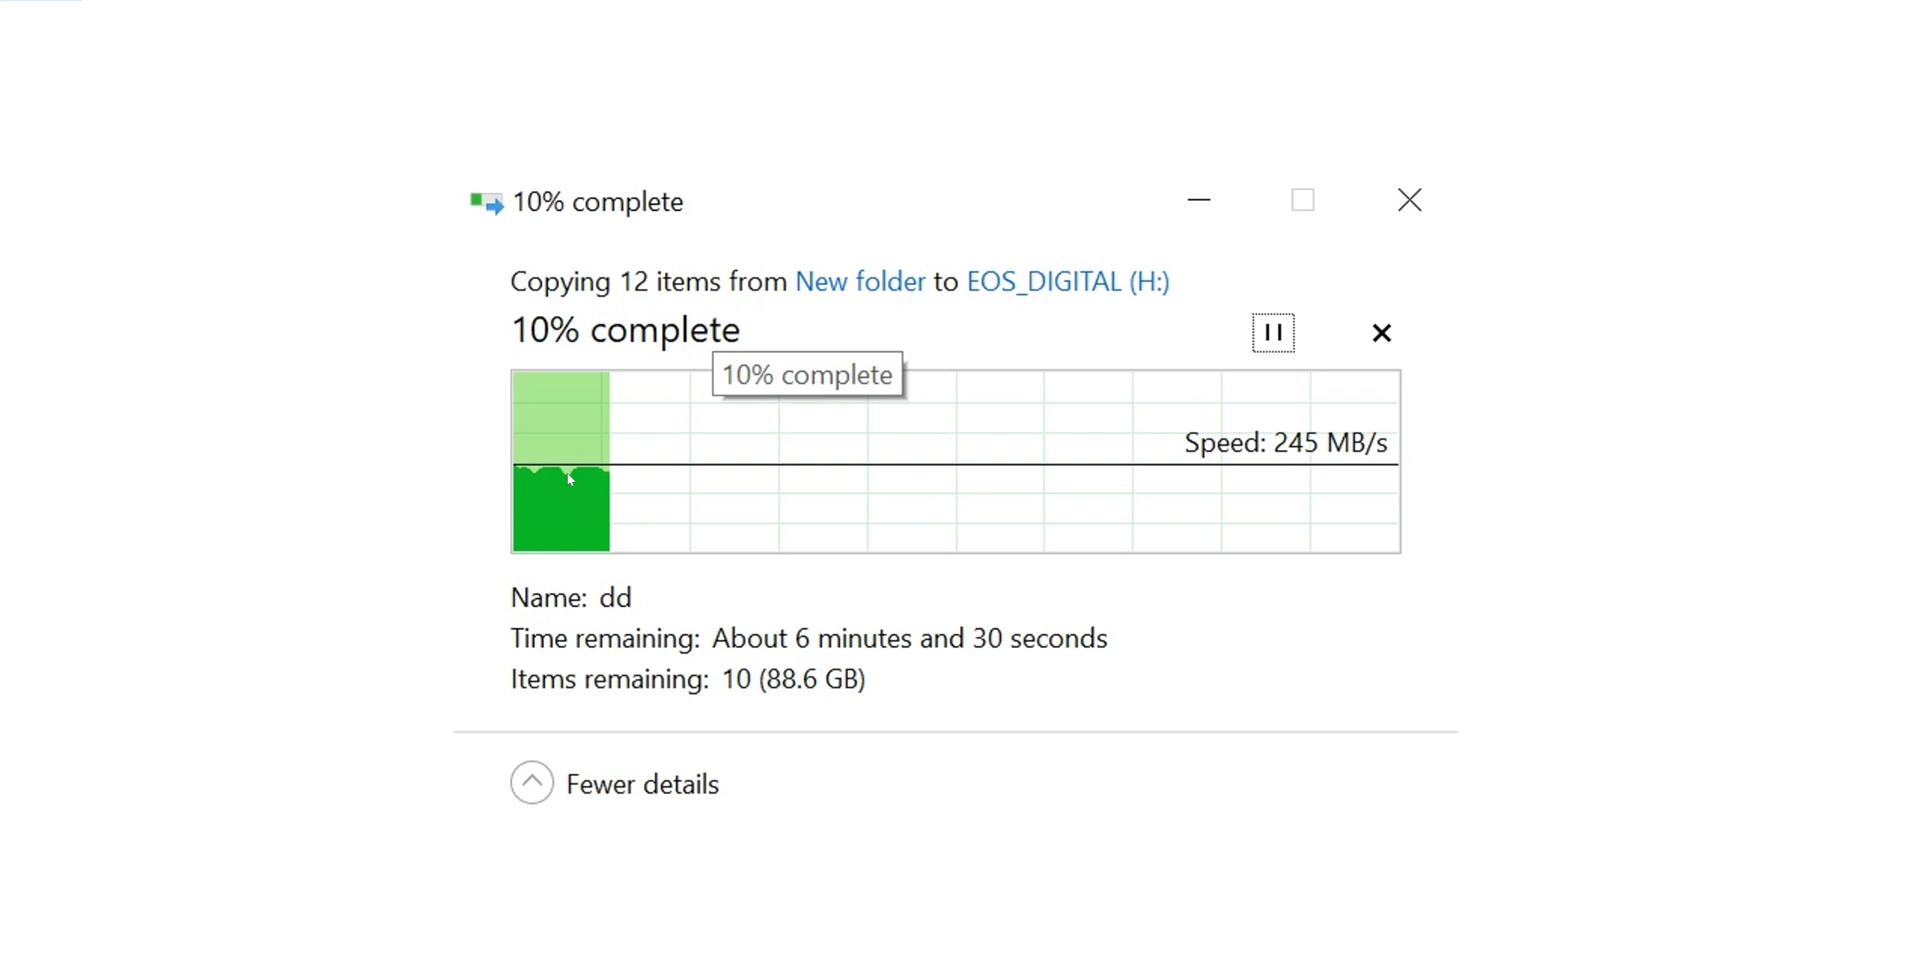 10% complete
Copying 12 items from New folder to EOS_DIGITAL (H:)
10% complete
10% complete
Speed: 245 MB/s
Name: dd
Time remaining: About 6 minutes and 30 seconds
Items remaining: 10 (88.6 GB)
Fewer details